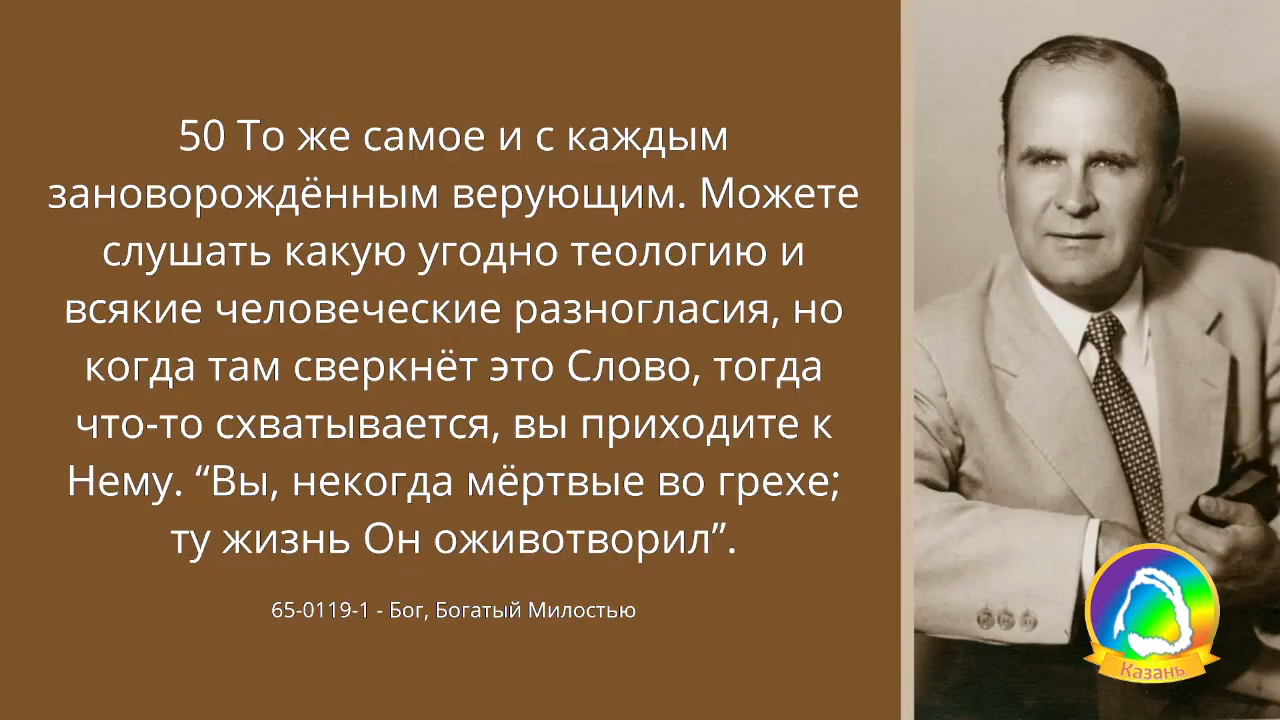 50 То же самое и с каждым
зановорождённым верующим. Можете
слушать какую угодно теологию и
всякие человеческие разногласия, но
когда там сверкнёт это Слово, тогда
что-то схватывается, вы приходите к
Нему. “Вы, некогда мёртвые во грехе;
ту жизнь Он оживотворил”.
65-0119-1 - Бог, Богатый Милостью
Казань